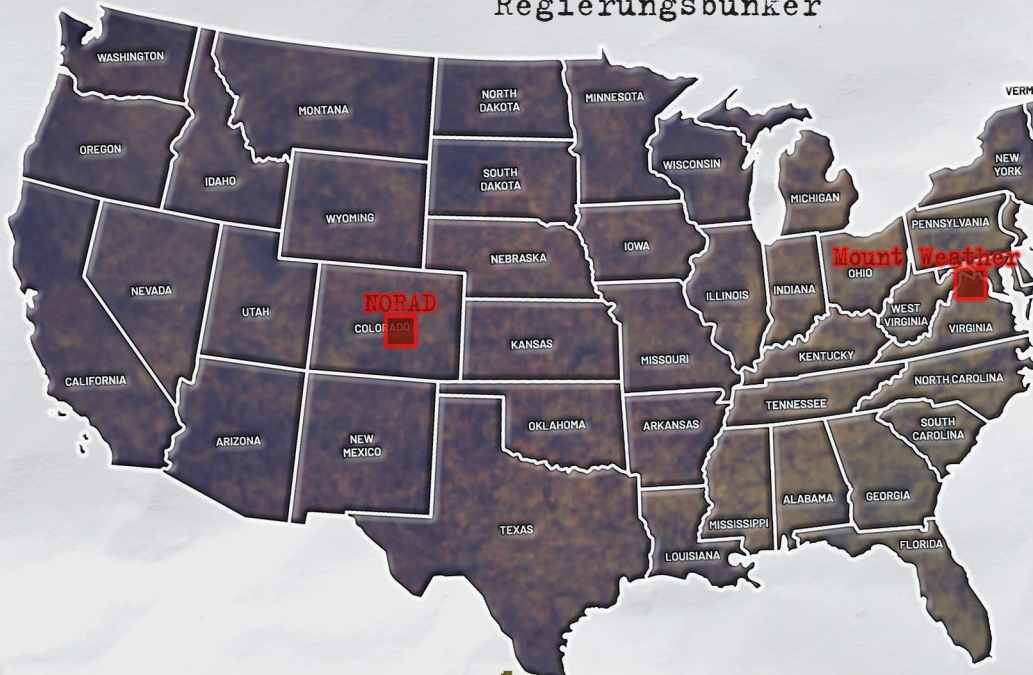 Regierungsbunker
WASHINGTON
MONTANA
NORTH
DAKOTA
MINNESOTA
VERM
OREGON
IDAHO
SOUTH
DAKOTA
WISCONSIN
NEW
YORK
MICHIGAN
WYOMING
PENNSYLVANIA
IOWA
NEBRASKA
Mount Weather
OHIO
NEVADA
UTAH
NORAD
COLORADO
ILLINOIS
INDIANA
WEST
VIRGINIA
VIRGINIA
KANSAS
MISSOURI
KENTUCKY
CALIFORNIA
NORTH CAROLINA
TENNESSEE
ARIZONA
NEW
MEXICO
OKLAHOMA
ARKANSAS
SOUTH
CAROLINA
TEXAS
MISSISSIPPI
ALABAMA
GEORGIA
LOUISIANA
FLORIDA